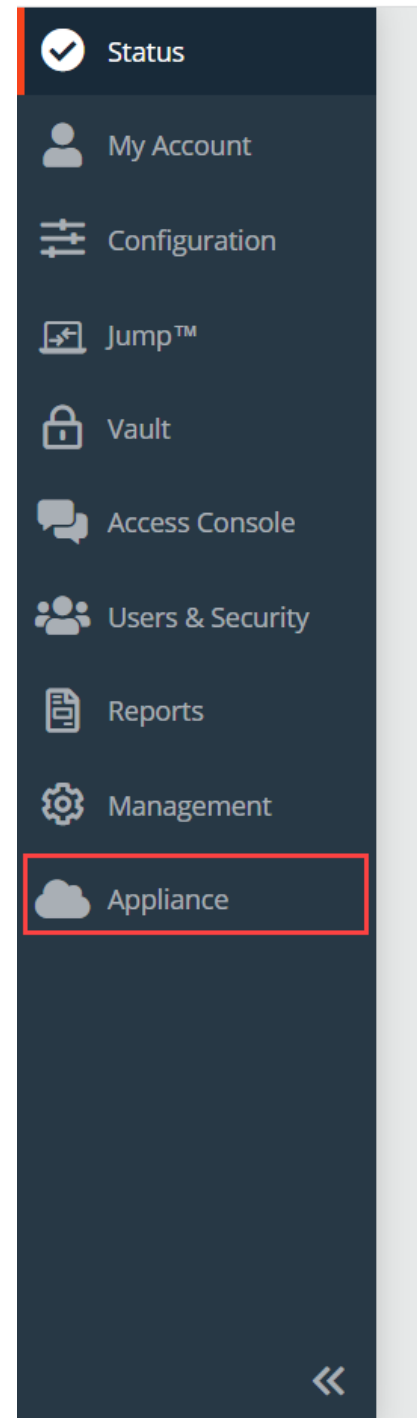 Status
My Account
Configuration
Jump™
Vault
Access Console
Users & Security
Reports
Management
Appliance